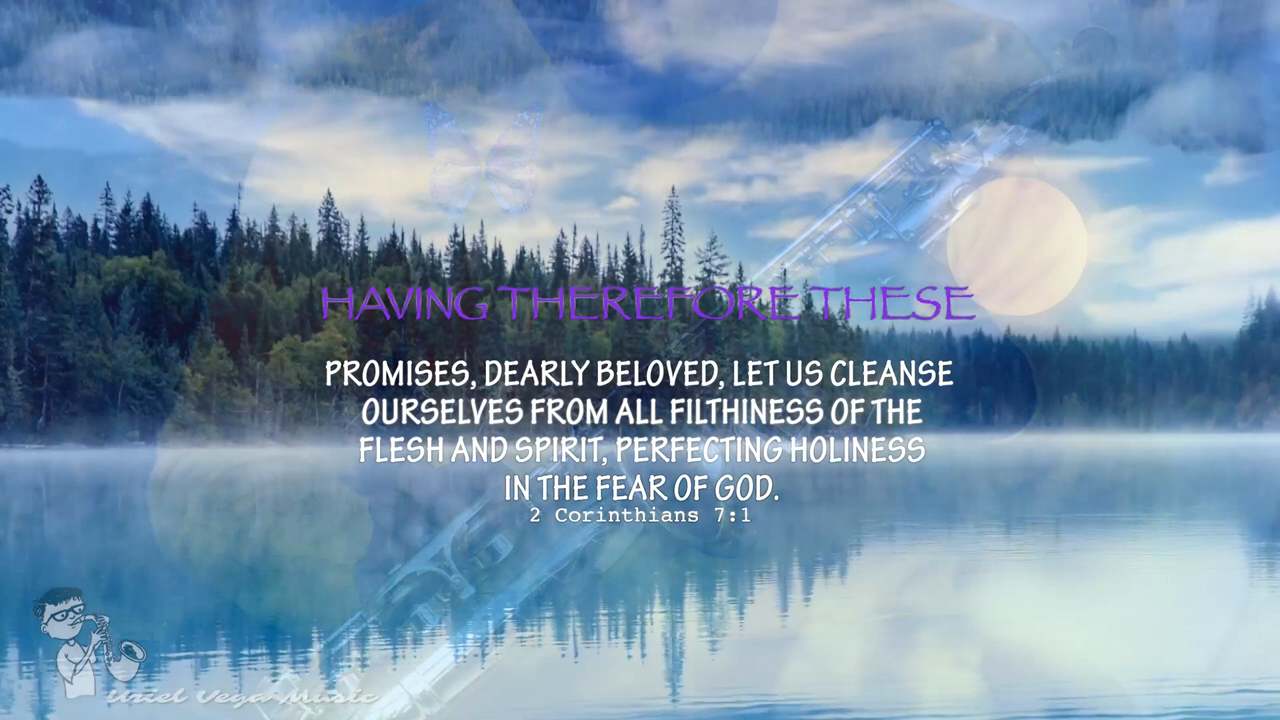 HAVING THEREFORE THESE
PROMISES, DEARLY BELOVED, LET US CLEANSE
OURSELVES FROM ALL FILTHINESS OF THE
FLESH AND SPIRIT, PERFECTING HOLINESS
IN THE FEAR OF GOD.
2 Corinthians 7:1
Uriel Vega Music